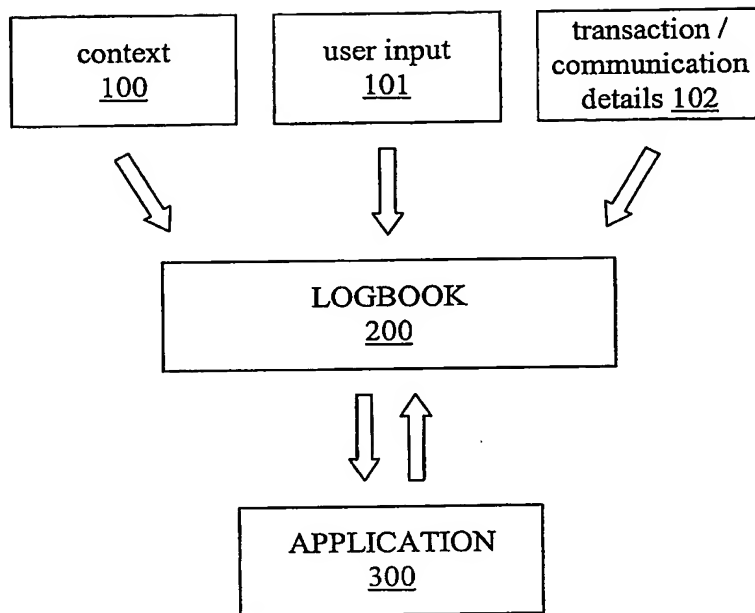 context
100
user input
101
transaction /
communication
details 102
LOGBOOK
200
APPLICATION
300